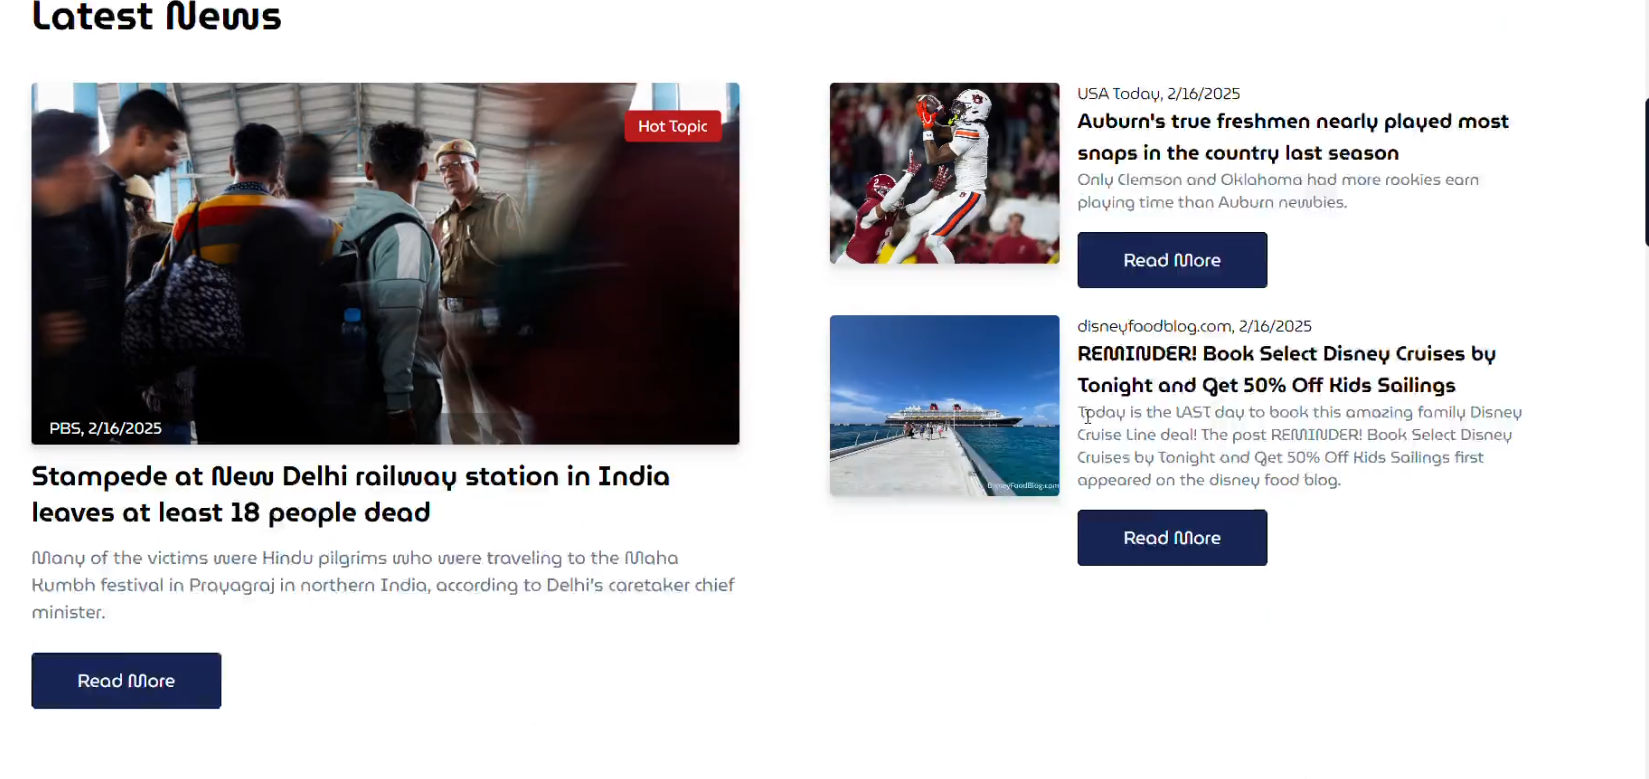 Latest News
Hot Topic
PBS, 2/16/2025
Stampede at New Delhi railway station in India
leaves at least 18 people dead
Many of the victims were Hindu pilgrims who were traveling to the Maha
Kumbh festival in Prayagraj in northern India, according to Delhi's caretaker chief
minister.
Read More
USA Today, 2/16/2025
Auburn's true freshmen nearly played most
snaps in the country last season
Only Clemson and Oklahoma had more rookies earn
playing time than Auburn newbies.
Read More
disneyfoodblog.com, 2/16/2025
REMINDER! Book Select Disney Cruises by
Tonight and Get 50% Off Kids Sailings
Today is the LAST day to book this amazing family Disney
Cruise Line deal! The post REMINDER! Book Select Disney
Cruises by Tonight and Get 50% Off Kids Sailings first
appeared on the disney food blog.
DisneyFoodBlog.com
Read More